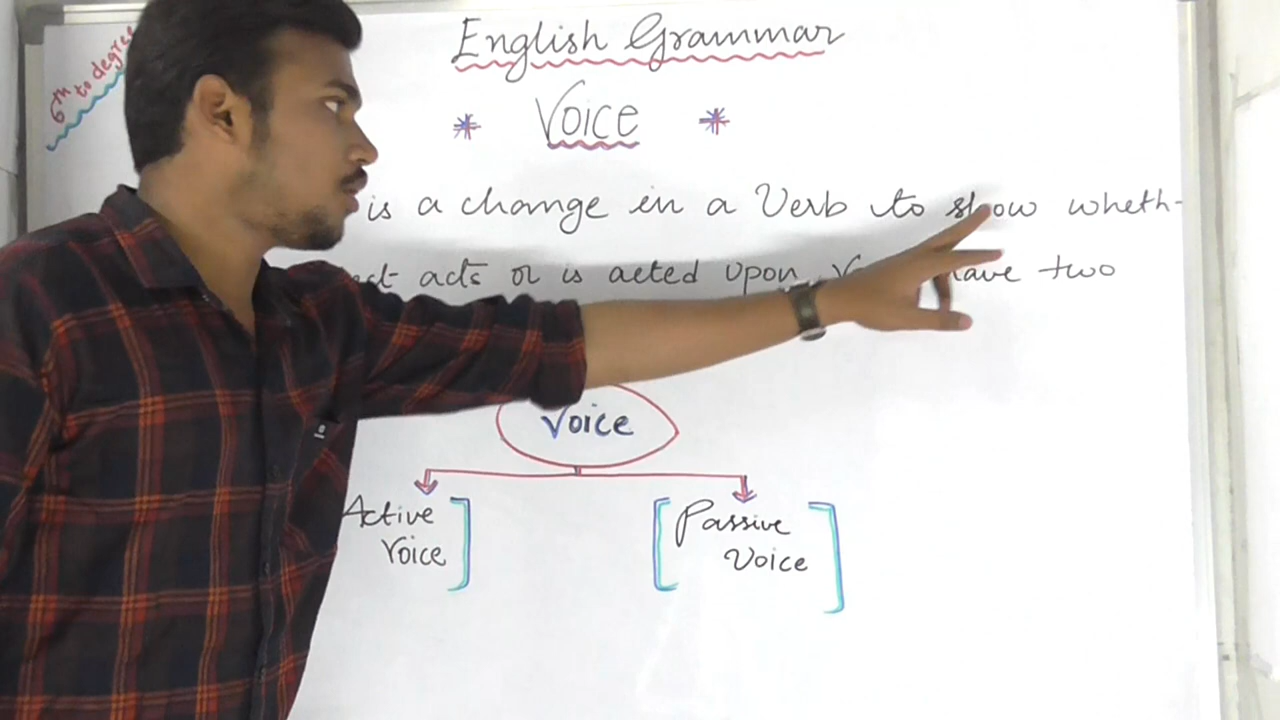 6th to degree
English Grammar
* Voice *
is a change in a Verb to show wheth-
acts or is acted upon. have two
Voice
Active
Voice
Passive
Voice